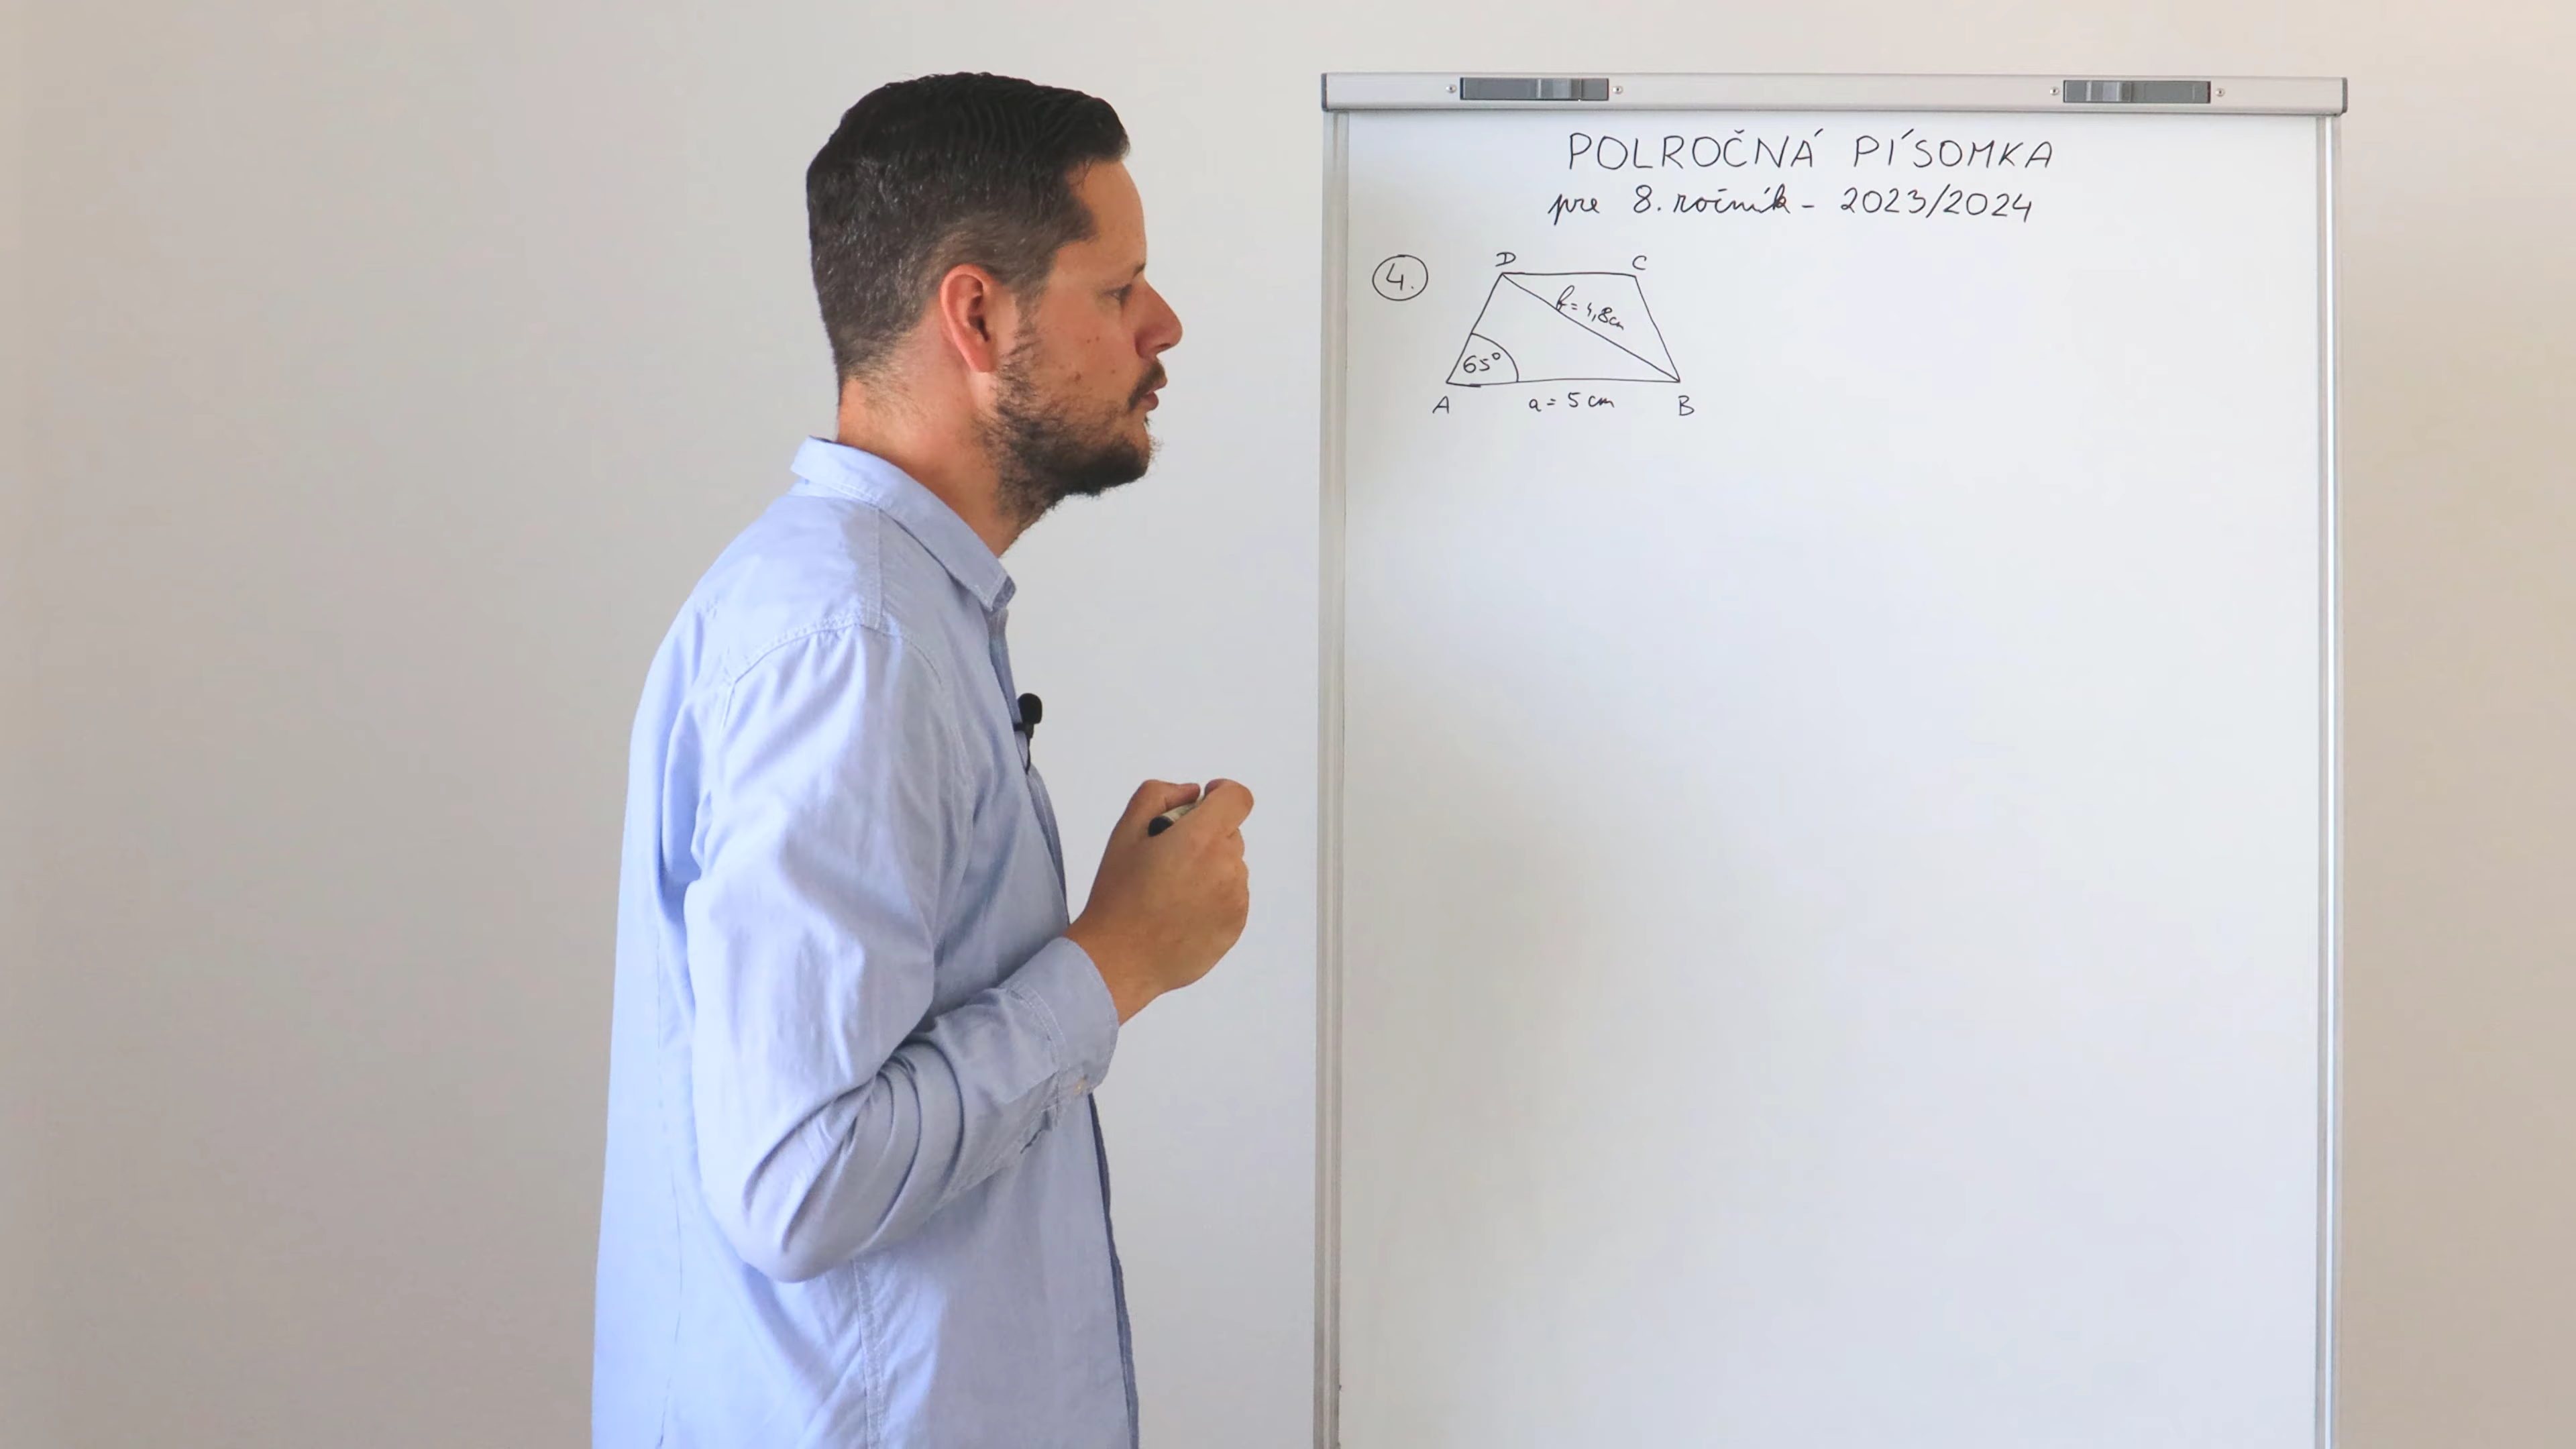 POLROČNÁ PÍSOMKA
pre 8. ročník - 2023/2024
4.
D C
f = 4,8cm
65°
a = 5 cm
A B